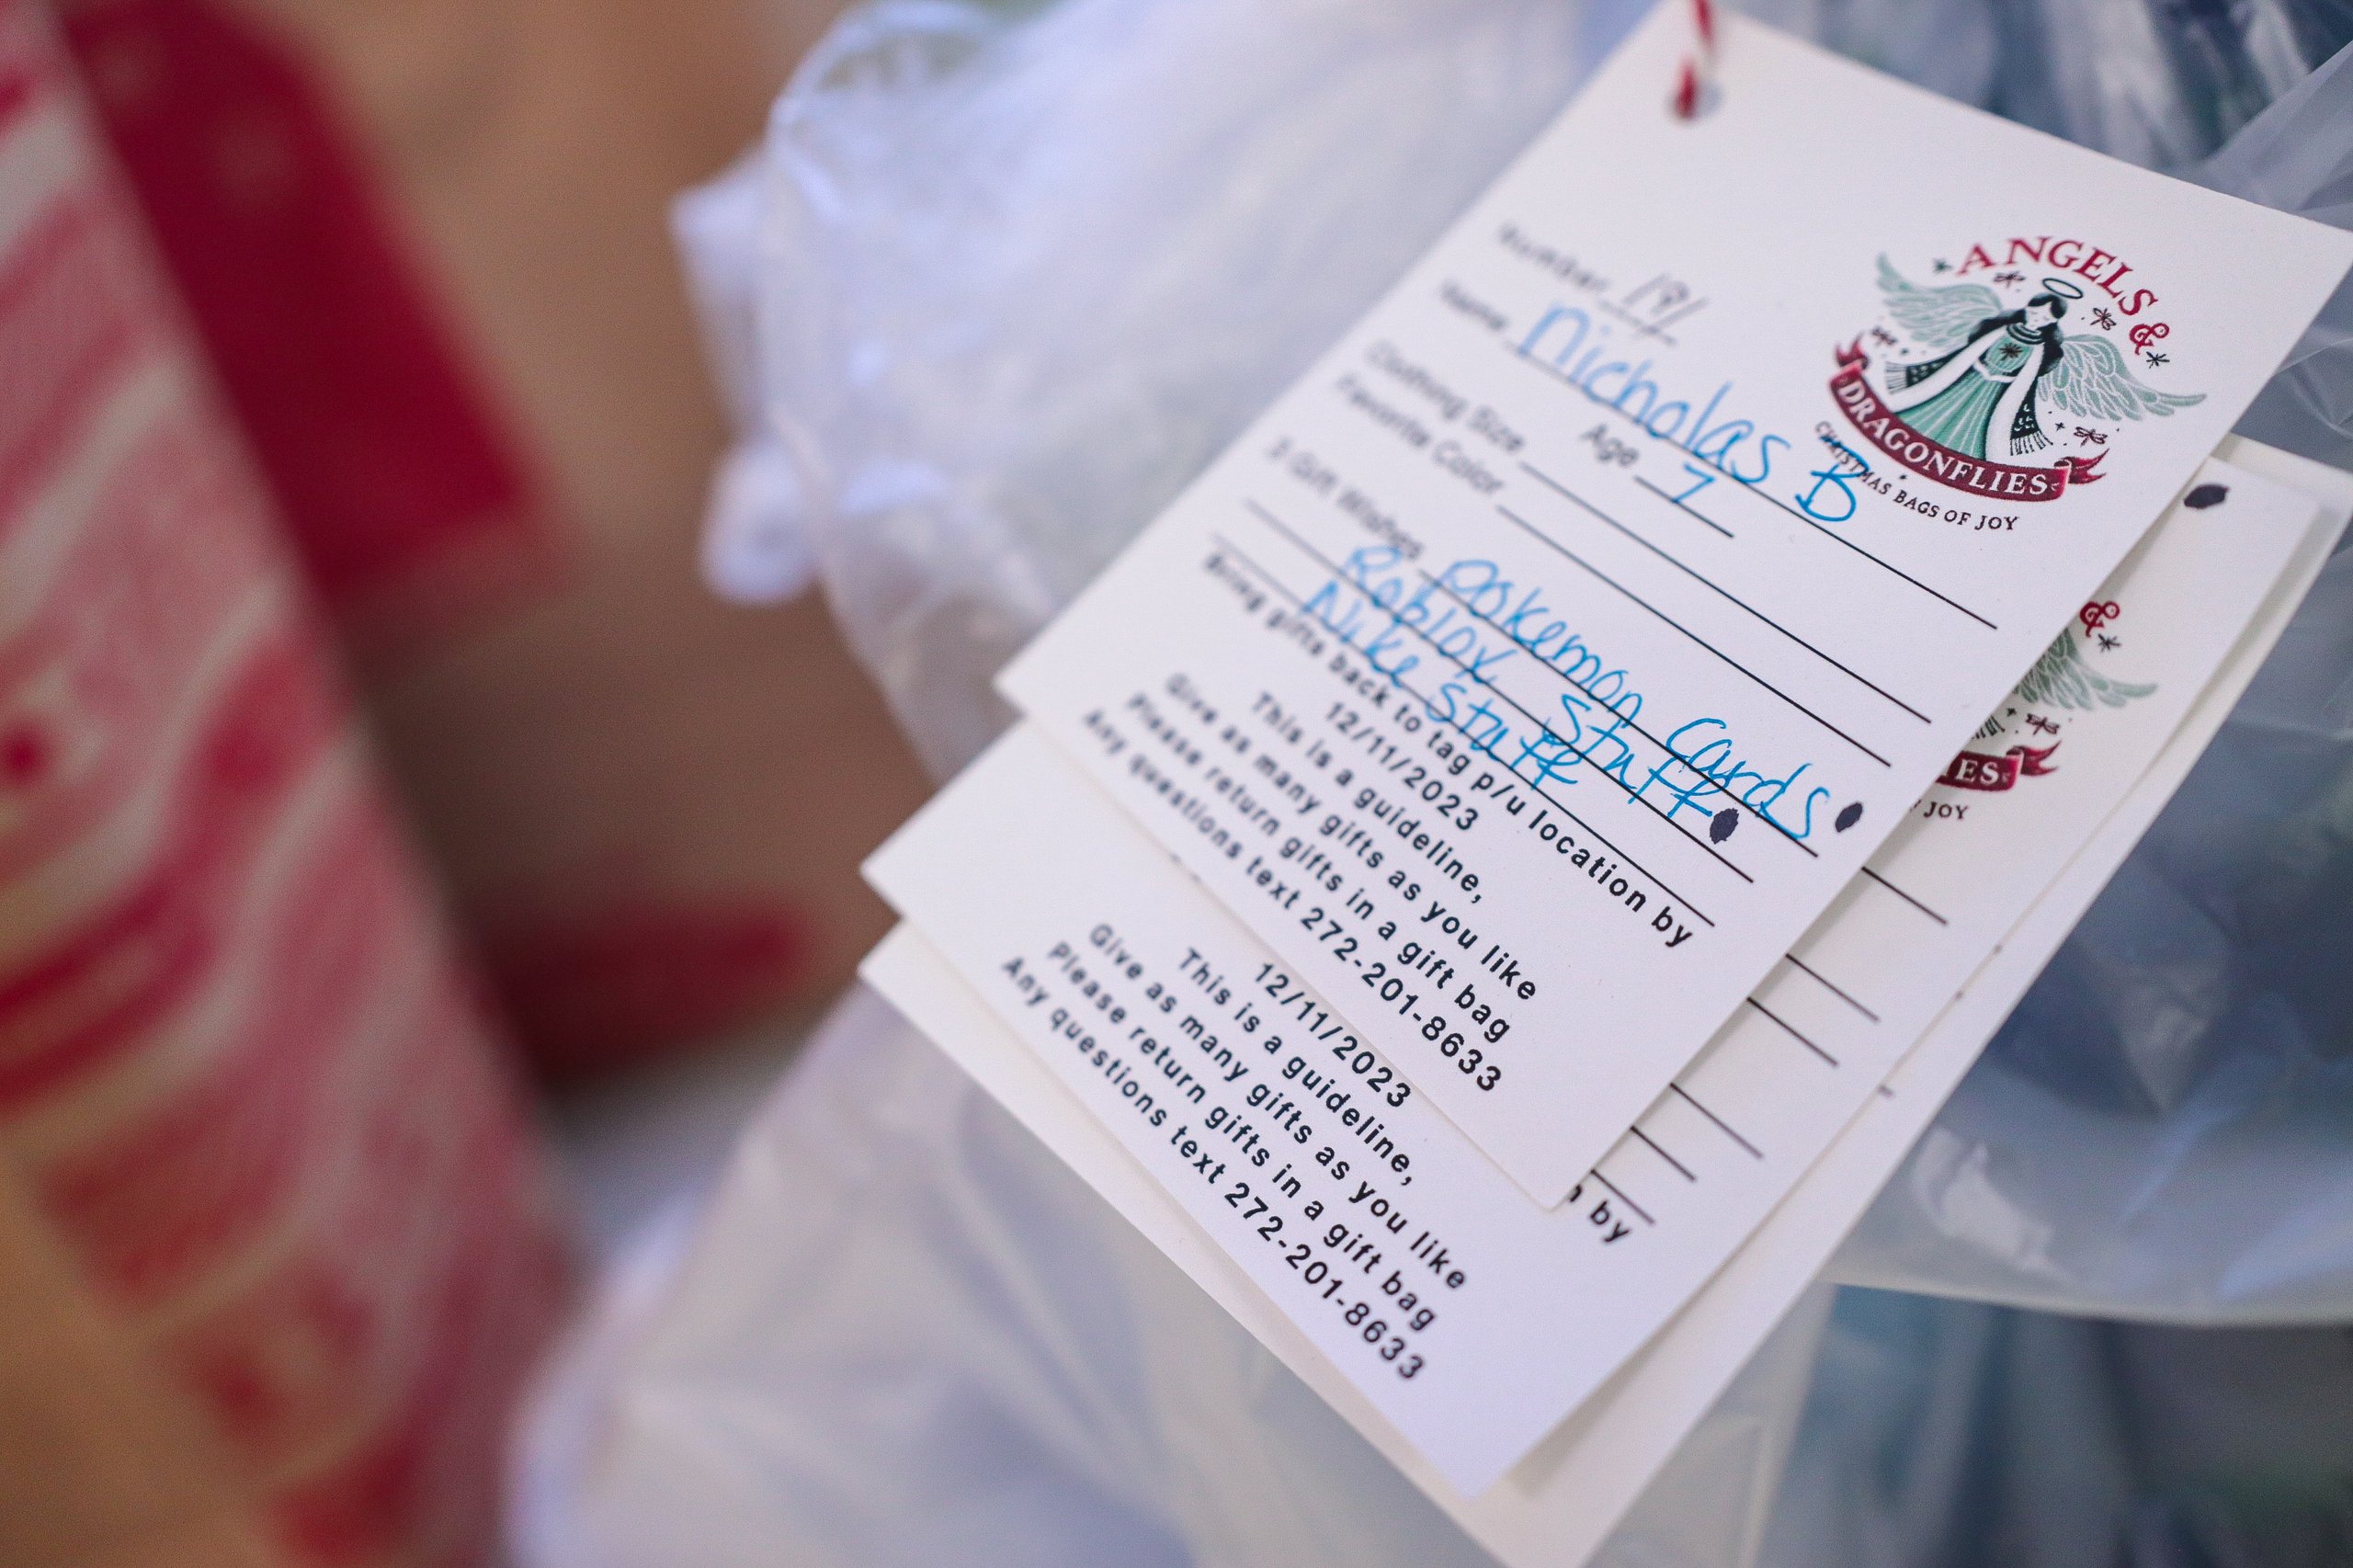 ANGELS &
DRAGONFLIES
CHRISTMAS BAGS OF JOY
Number 191
Name Nicholas B
Age 7
Clothing Size
Favorite Color
3 Gift Wishes Pokemon Cards
Roblox Stuff
Nike Stuff
Bring gifts back to tag p/u location by
12/11/2023
This is a guideline,
Give as many gifts as you like
Please return gifts in a gift bag
Any questions text 272-201-8633
&
IES
JOY
n by
12/11/2023
This is a guideline,
Give as many gifts as you like
Please return gifts in a gift bag
Any questions text 272-201-8633